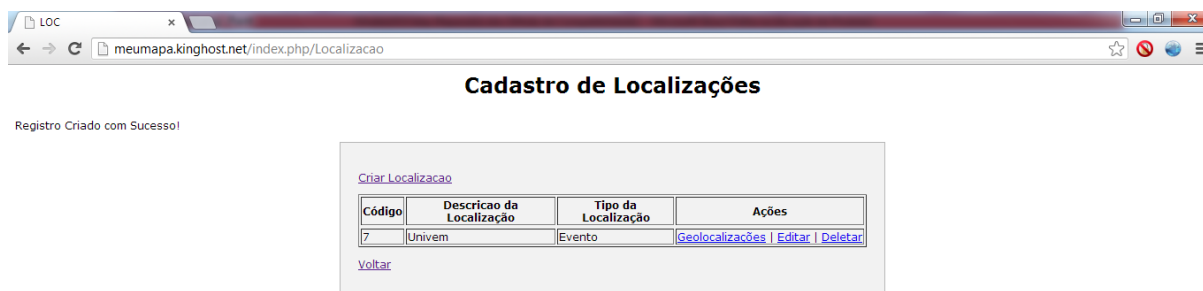 LOC
meumapa.kinghost.net/index.php/Localizacao
Cadastro de Localizações
Registro Criado com Sucesso!
Criar Localizacao
Código Descricao da Localização Tipo da Localização Ações
7 Univem Evento Geolocalizações | Editar | Deletar
Voltar